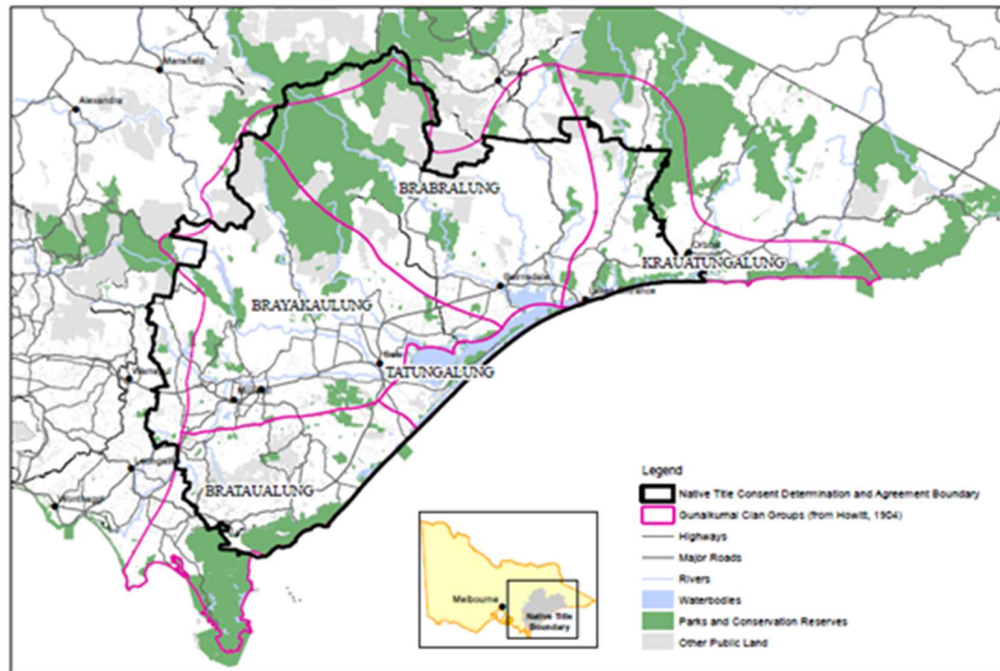 Mansfield
Alexandra
BRABRALUNG
Orbost
KRAUATUNGALUNG
Bairnsdale
BRAYAKAULUNG
Sale
TATUNGALUNG
Warragul
BRATAUALUNG
Leongatha
Wonthaggi
Legend
Native Title Consent Determination and Agreement Boundary
Gunaikurnai Clan Groups (from Howitt, 1904)
Highways
Major Roads
Rivers
Waterbodies
Parks and Conservation Reserves
Other Public Land
Melbourne
Native Title
Boundary